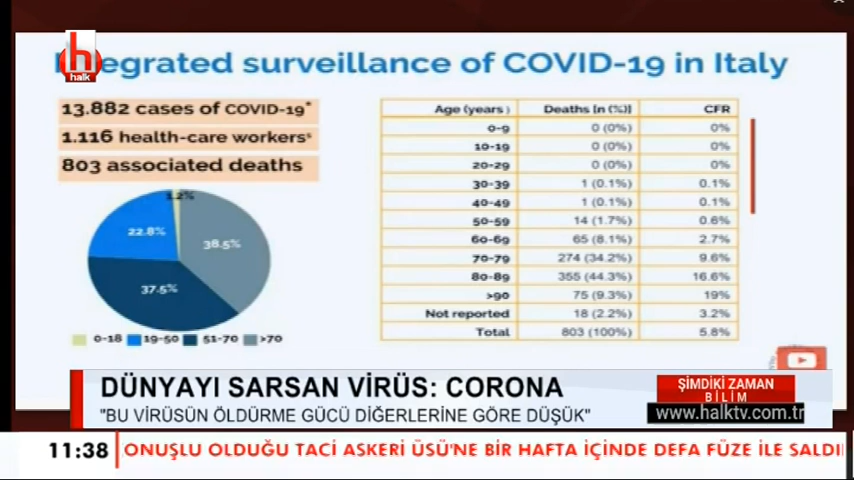 halk
egrated surveillance of COVID-19 in Italy
13.882 cases of COVID-19*
1.116 health-care workers§
803 associated deaths
1.2%
22.8%
38.5%
37.5%
0-18 19-50 51-70 >70
Age (years) Deaths [n (%)] CFR
0-9 0 (0%) 0%
10-19 0 (0%) 0%
20-29 0 (0%) 0%
30-39 1 (0.1%) 0.1%
40-49 1 (0.1%) 0.1%
50-59 14 (1.7%) 0.6%
60-69 65 (8.1%) 2.7%
70-79 274 (34.2%) 9.6%
80-89 355 (44.3%) 16.6%
>90 75 (9.3%) 19%
Not reported 18 (2.2%) 3.2%
Total 803 (100%) 5.8%
DÜNYAYI SARSAN VİRÜS: CORONA
"BU VİRÜSÜN ÖLDÜRME GÜCÜ DİĞERLERİNE GÖRE DÜŞÜK"
ŞİMDİKİ ZAMAN
BİLİM
www.halktv.com.tr
11:38 ONUŞLU OLDUĞU TACİ ASKERİ ÜSÜ'NE BİR HAFTA İÇİNDE DEFA FÜZE İLE SALDI